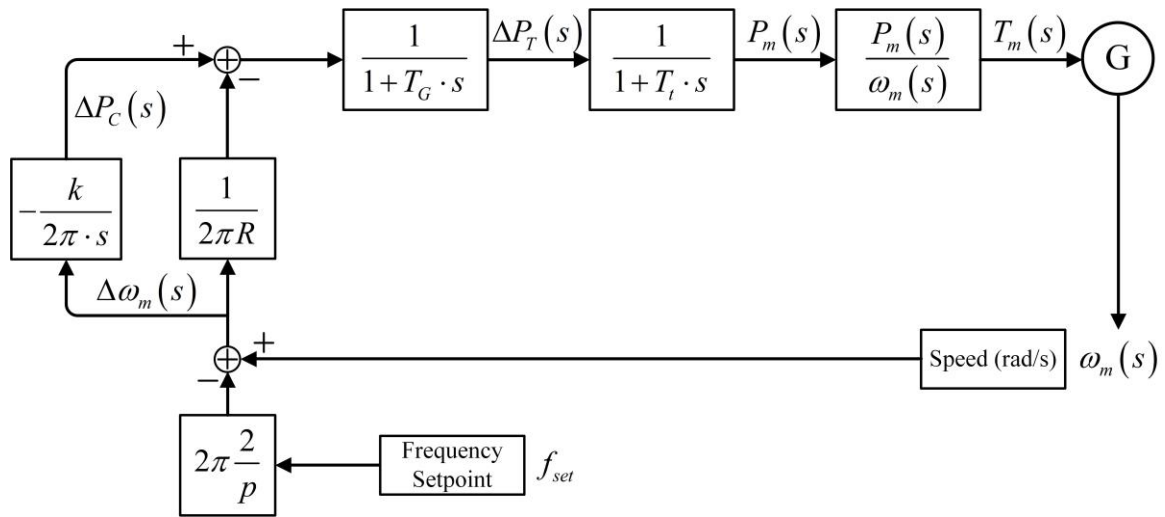 +
−
1
1 + T_G · s
ΔP_T(s)
1
1 + T_t · s
P_m(s)
P_m(s)
ω_m(s)
T_m(s)
G
ΔP_C(s)
− k
2π · s
1
2πR
Δω_m(s)
+
−
Speed (rad/s)
ω_m(s)
2π 2
p
Frequency
Setpoint
f_set